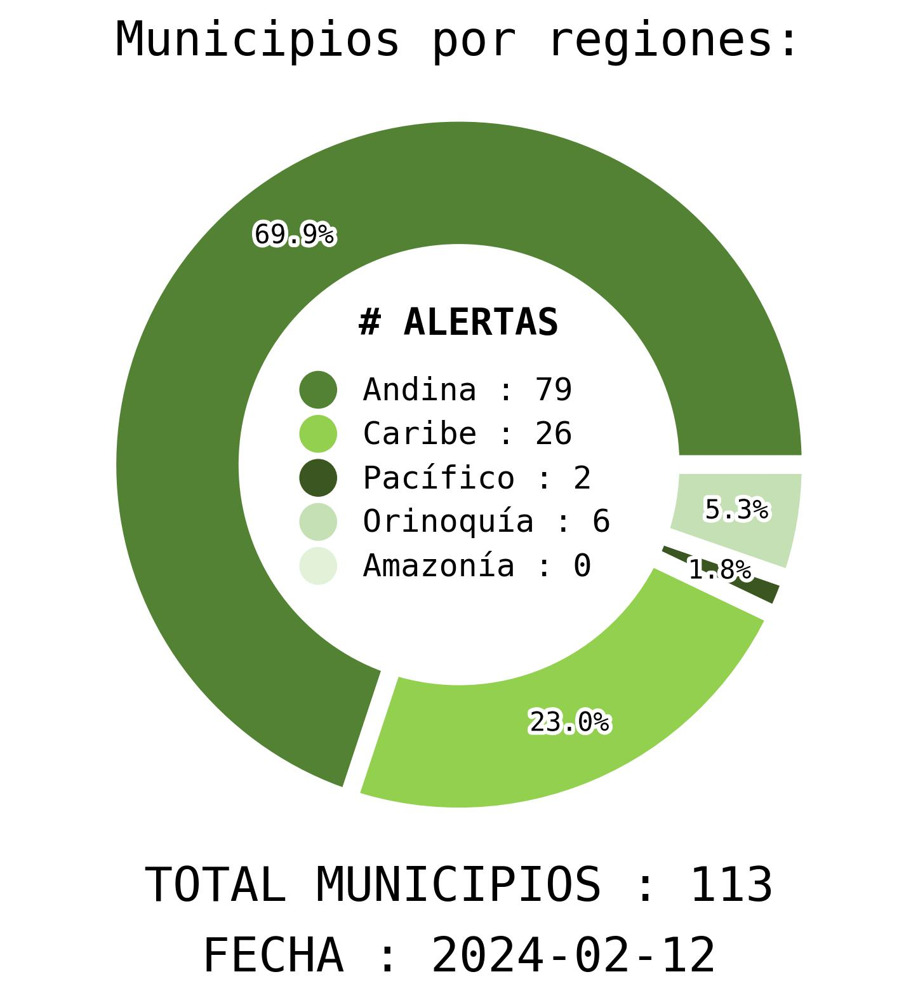 Municipios por regiones:
69.9%
# ALERTAS
Andina : 79
Caribe : 26
Pacífico : 2
Orinoquía : 6
Amazonía : 0
5.3%
1.8%
23.0%
TOTAL MUNICIPIOS : 113
FECHA : 2024-02-12